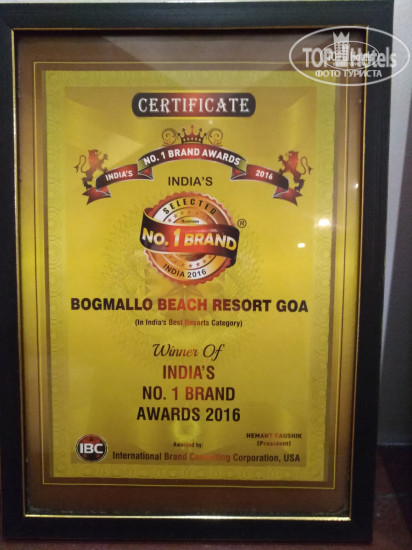 TOPHotels
ФОТО ТУРИСТА
CERTIFICATE
INDIA'S
NO. 1 BRAND AWARDS
2016
INDIA'S
SELECTED
Business
NO. 1 BRAND
®
INDIA 2016
BOGMALLO BEACH RESORT GOA
(In India's Best Resorts Category)
Winner Of
INDIA'S
NO. 1 BRAND
AWARDS 2016
HEMANT KAUSHIK
(President)
IBC
Awarded by:
International Brand Consulting Corporation, USA